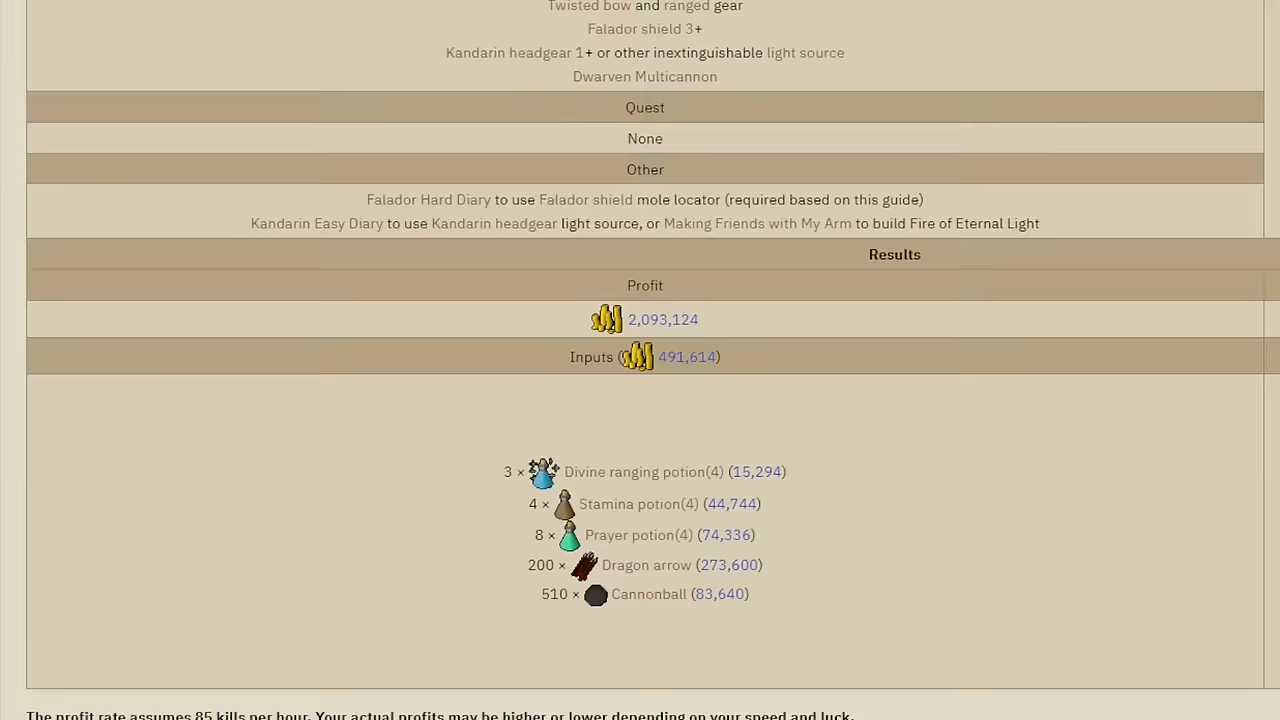 Twisted bow and ranged gear
Falador shield 3+
Kandarin headgear 1+ or other inextinguishable light source
Dwarven Multicannon
Quest
None
Other
Falador Hard Diary to use Falador shield mole locator (required based on this guide)
Kandarin Easy Diary to use Kandarin headgear light source, or Making Friends with My Arm to build Fire of Eternal Light
Results
Profit
2,093,124
Inputs (491,614)
3 × Divine ranging potion(4) (15,294)
4 × Stamina potion(4) (44,744)
8 × Prayer potion(4) (74,336)
200 × Dragon arrow (273,600)
510 × Cannonball (83,640)
The profit rate assumes 85 kills per hour. Your actual profits may be higher or lower depending on your speed and luck.